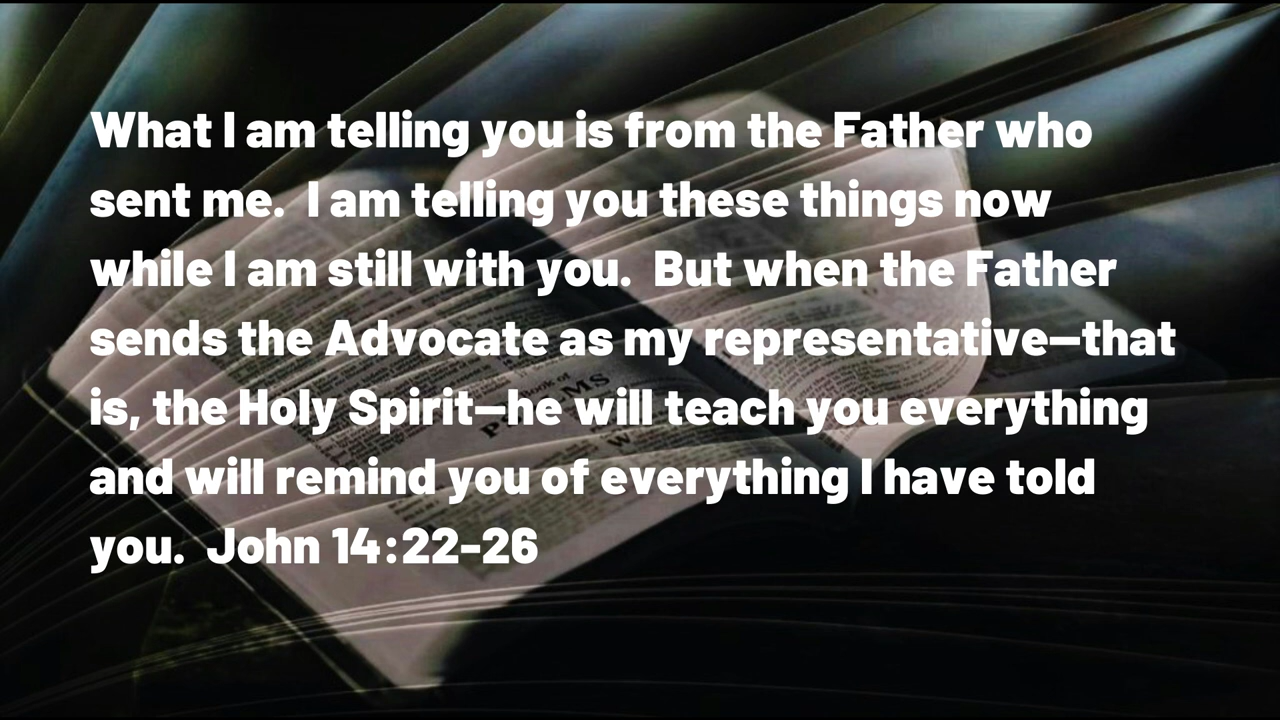 What I am telling you is from the Father who
sent me.  I am telling you these things now
while I am still with you.  But when the Father
sends the Advocate as my representative—that
is, the Holy Spirit—he will teach you everything
and will remind you of everything I have told
you.  John 14:22-26
Book of